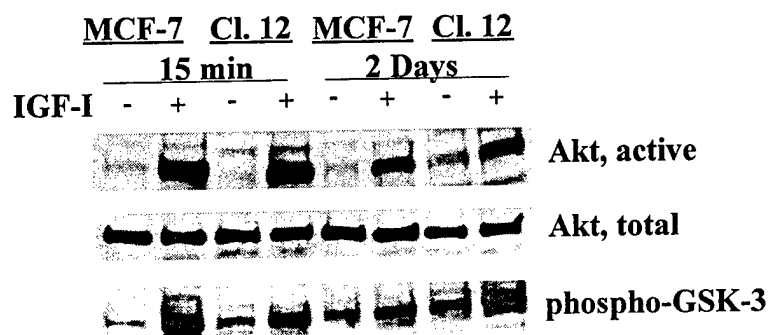 MCF-7 Cl. 12 MCF-7 Cl. 12
15 min 2 Days
IGF-I - + - + - + - +
Akt, active
Akt, total
phospho-GSK-3